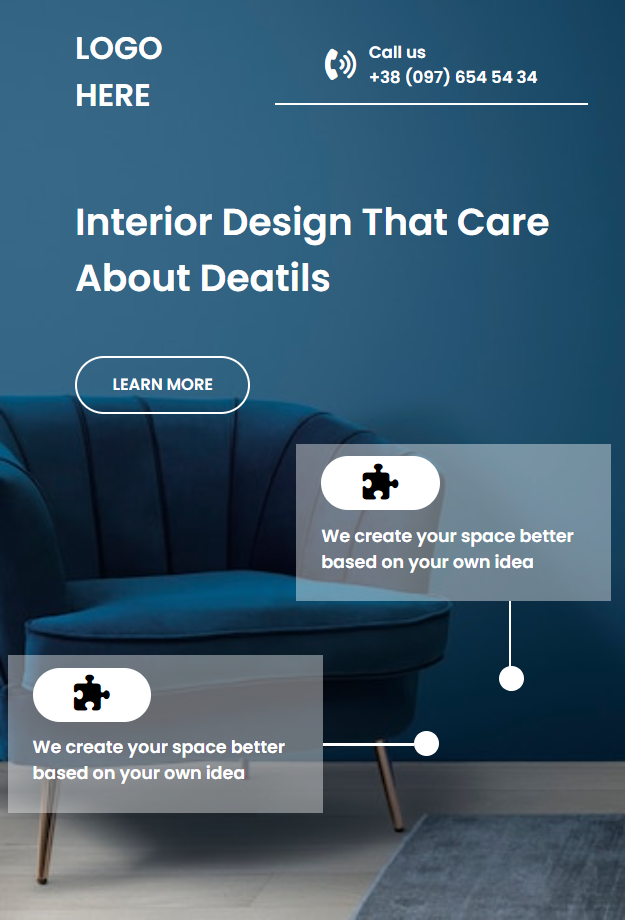 LOGO
HERE
Call us
+38 (097) 654 54 34
Interior Design That Care
About Deatils
LEARN MORE
We create your space better
based on your own idea
We create your space better
based on your own idea